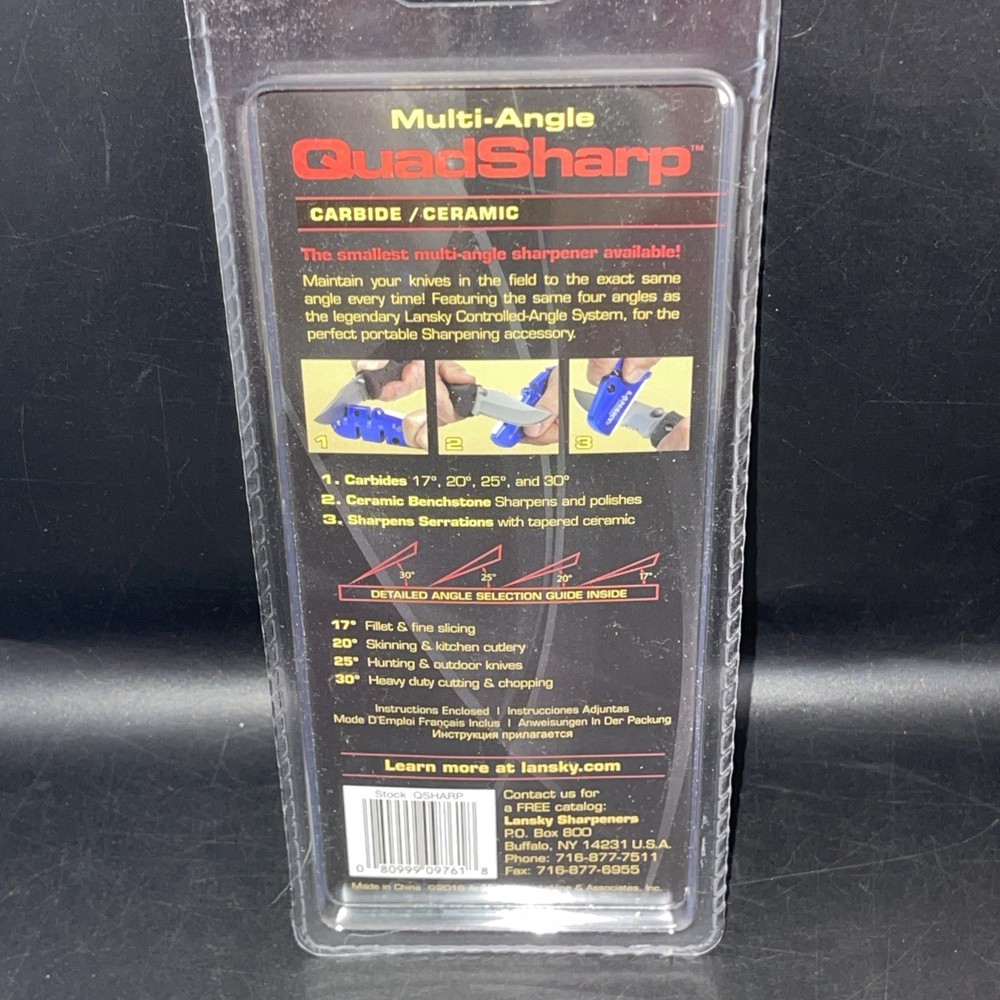 Multi-Angle
QuadSharp™
CARBIDE / CERAMIC
The smallest multi-angle sharpener available!
Maintain your knives in the field to the exact same
angle every time! Featuring the same four angles as
the legendary Lansky Controlled-Angle System, for the
perfect portable Sharpening accessory.
1 2 3
LANSKY
1. Carbides 17°, 20°, 25°, and 30°
2. Ceramic Benchstone Sharpens and polishes
3. Sharpens Serrations with tapered ceramic
30° 25° 20° 17°
DETAILED ANGLE SELECTION GUIDE INSIDE
17° Fillet & fine slicing
20° Skinning & kitchen cutlery
25° Hunting & outdoor knives
30° Heavy duty cutting & chopping
Instructions Enclosed | Instrucciones Adjuntas
Mode D'Emploi Français Inclus | Anweisungen In Der Packung
Инструкция прилагается
Learn more at lansky.com
Stock QSHARP
0 80999 09761 8
Contact us for
a FREE catalog:
Lansky Sharpeners
P.O. Box 800
Buffalo, NY 14231 U.S.A.
Phone: 716-877-7511
Fax: 716-877-6955
Made in China ©2016 & Associates, Inc.